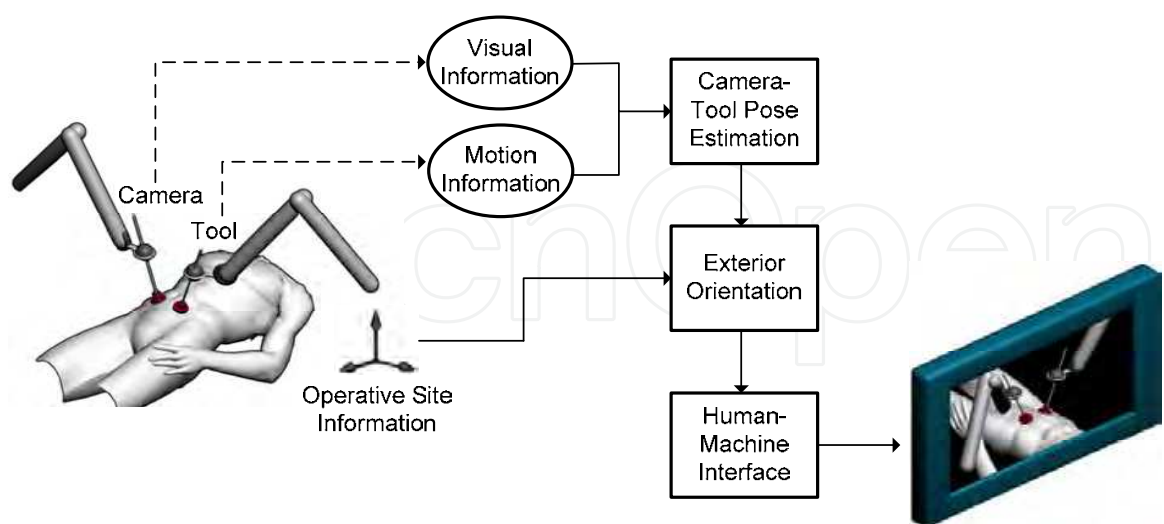 Visual
Information
Motion
Information
Camera
Tool
Operative Site
Information
Camera-
Tool Pose
Estimation
Exterior
Orientation
Human-
Machine
Interface